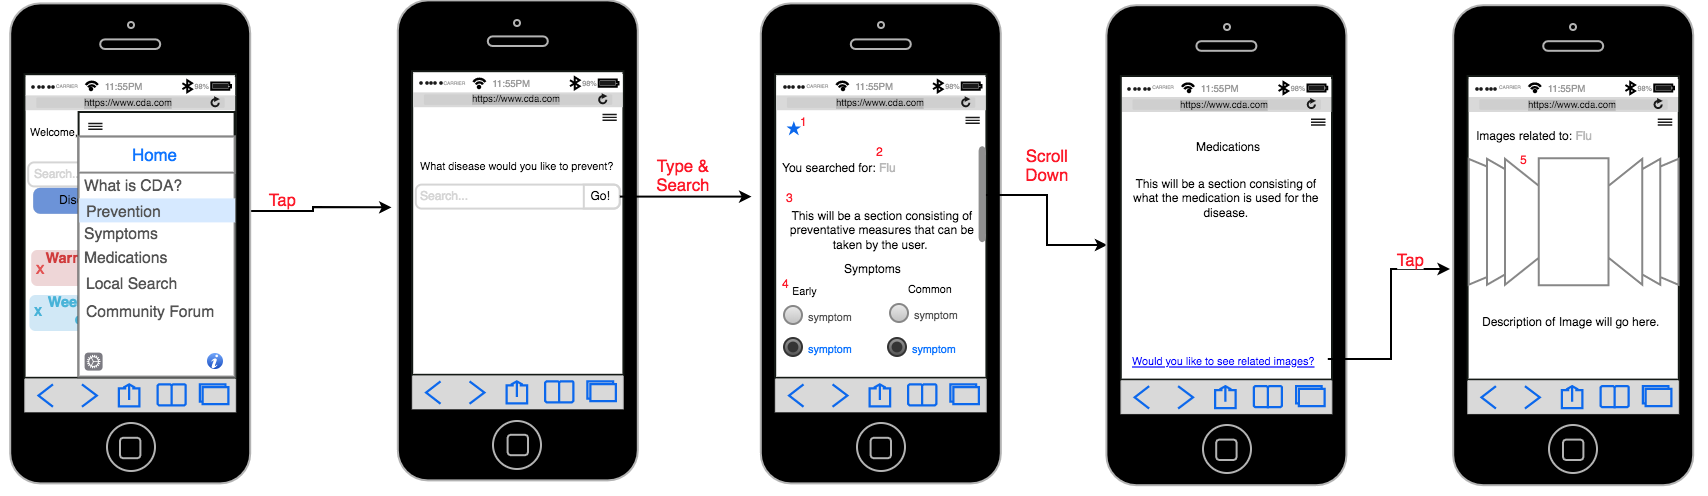 CARRIER 11:55PM 98%
https://www.cda.com
Welcome,
Home
Search...
What is CDA?
Dis
Prevention
Symptoms
Warr
x
Medications
Local Search
Wee
x
Community Forum
Tap
CARRIER 11:55PM 98%
https://www.cda.com
What disease would you like to prevent?
Search... Go!
Type &
Search
CARRIER 11:55PM 98%
https://www.cda.com
1
2
You searched for: Flu
3
This will be a section consisting of
preventative measures that can be
taken by the user.
Symptoms
4
Early Common
symptom symptom
symptom symptom
Scroll
Down
CARRIER 11:55PM 98%
https://www.cda.com
Medications
This will be a section consisting of
what the medication is used for the
disease.
Would you like to see related images?
Tap
CARRIER 11:55PM 98%
https://www.cda.com
Images related to: Flu
5
Description of Image will go here.